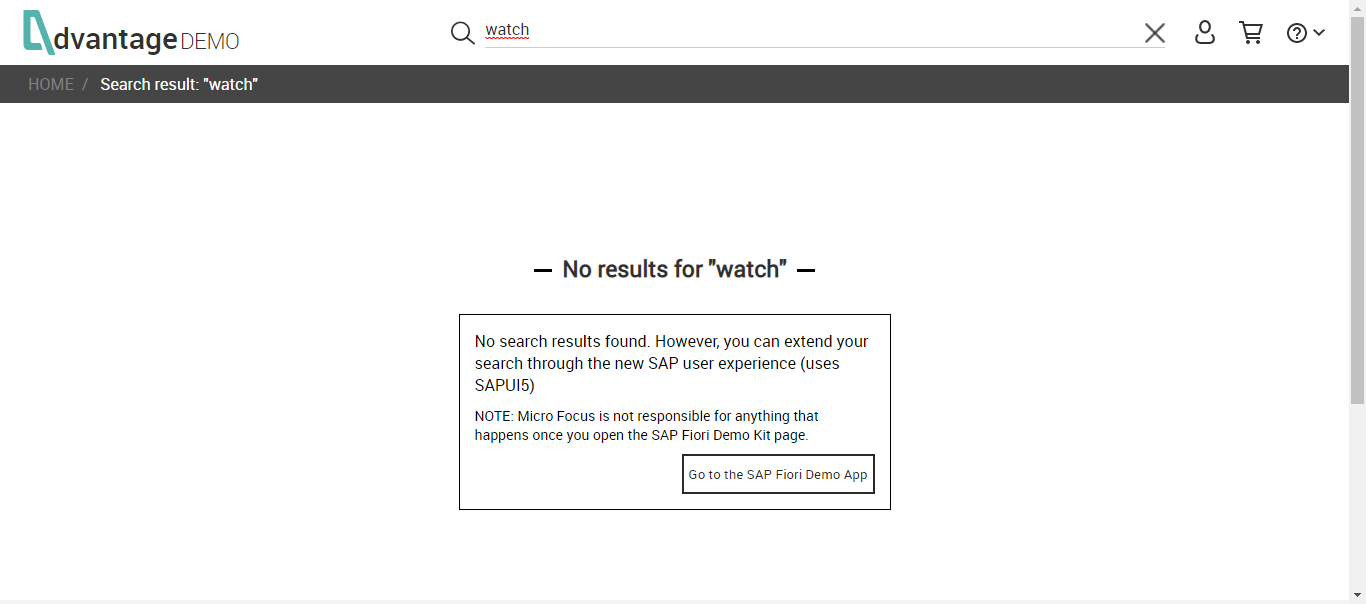 dvantage DEMO
watch
HOME / Search result: "watch"
No results for "watch"
No search results found. However, you can extend your
search through the new SAP user experience (uses
SAPUI5)
NOTE: Micro Focus is not responsible for anything that
happens once you open the SAP Fiori Demo Kit page.
Go to the SAP Fiori Demo App